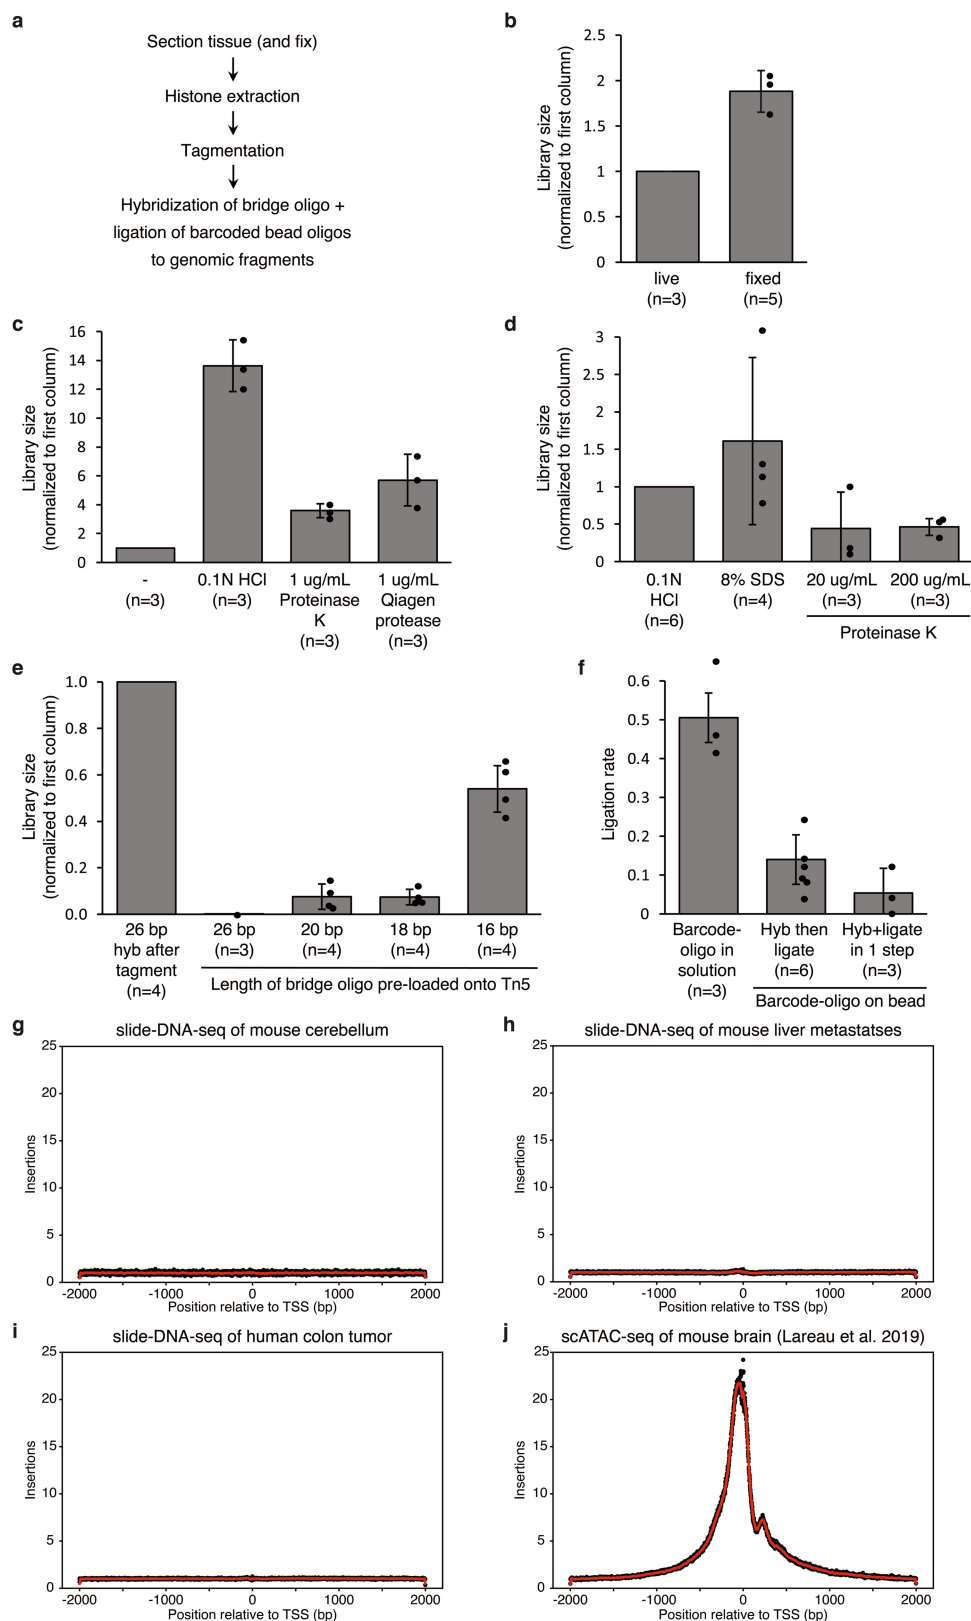 a
Section tissue (and fix)
Histone extraction
Tagmentation
Hybridization of bridge oligo +
ligation of barcoded bead oligos
to genomic fragments
b
Library size
(normalized to first column)
2.5
2
1.5
1
0.5
0
live
(n=3)
fixed
(n=5)
c
Library size
(normalized to first column)
16
14
12
10
8
6
4
2
0
-
(n=3)
0.1N HCl
(n=3)
1 ug/mL
Proteinase
K
(n=3)
1 ug/mL
Qiagen
protease
(n=3)
d
Library size
(normalized to first column)
3
2.5
2
1.5
1
0.5
0
0.1N
HCl
(n=6)
8% SDS
(n=4)
20 ug/mL
(n=3)
200 ug/mL
(n=3)
Proteinase K
e
Library size
(normalized to first column)
1.0
0.8
0.6
0.4
0.2
0.0
26 bp
hyb after
tagment
(n=4)
26 bp
(n=3)
20 bp
(n=4)
18 bp
(n=4)
16 bp
(n=4)
Length of bridge oligo pre-loaded onto Tn5
f
Ligation rate
0.6
0.5
0.4
0.3
0.2
0.1
0
Barcode-
oligo in
solution
(n=3)
Hyb then
ligate
(n=6)
Hyb+ligate
in 1 step
(n=3)
Barcode-oligo on bead
g
slide-DNA-seq of mouse cerebellum
Insertions
25
20
15
10
5
0
-2000 -1000 0 1000 2000
Position relative to TSS (bp)
h
slide-DNA-seq of mouse liver metastatses
Insertions
25
20
15
10
5
0
-2000 -1000 0 1000 2000
Position relative to TSS (bp)
i
slide-DNA-seq of human colon tumor
Insertions
25
20
15
10
5
0
-2000 -1000 0 1000 2000
Position relative to TSS (bp)
j
scATAC-seq of mouse brain (Lareau et al. 2019)
Insertions
25
20
15
10
5
0
-2000 -1000 0 1000 2000
Position relative to TSS (bp)